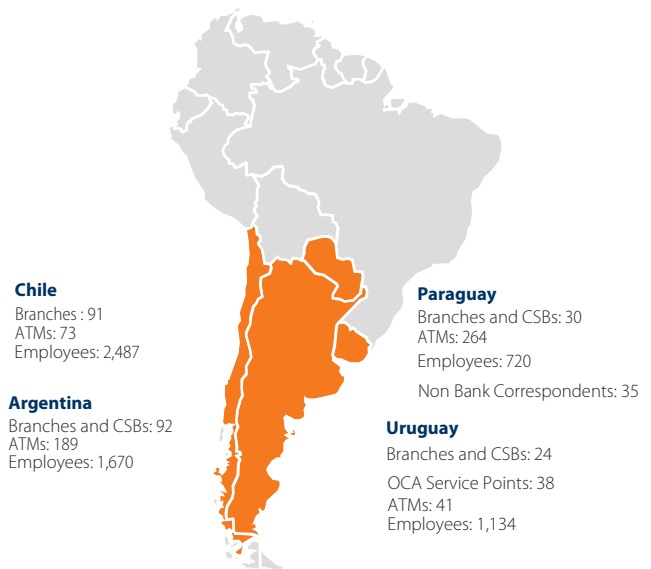 Chile
Branches : 91
ATMs: 73
Employees: 2,487
Argentina
Branches and CSBs: 92
ATMs: 189
Employees: 1,670
Paraguay
Branches and CSBs: 30
ATMs: 264
Employees: 720
Non Bank Correspondents: 35
Uruguay
Branches and CSBs: 24
OCA Service Points: 38
ATMs: 41
Employees: 1,134